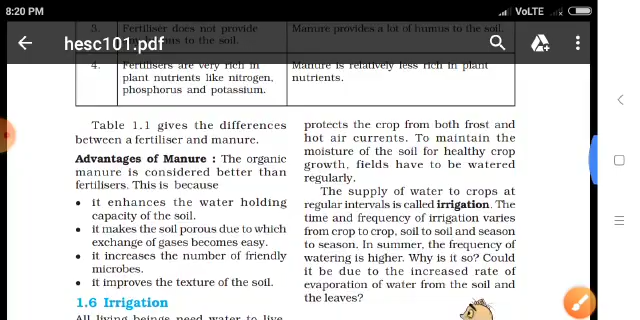 8:20 PM
VoLTE
hesc101.pdf
3. Fertiliser does not provide
any humus to the soil.
Manure provides a lot of humus to the soil.
4. Fertilisers are very rich in
plant nutrients like nitrogen,
phosphorus and potassium.
Manure is relatively less rich in plant
nutrients.
Table 1.1 gives the differences
between a fertiliser and manure.
Advantages of Manure : The organic
manure is considered better than
fertilisers. This is because
• it enhances the water holding
capacity of the soil.
• it makes the soil porous due to which
exchange of gases becomes easy.
• it increases the number of friendly
microbes.
• it improves the texture of the soil.
1.6 Irrigation
All living beings need water to live.
protects the crop from both frost and
hot air currents. To maintain the
moisture of the soil for healthy crop
growth, fields have to be watered
regularly.
The supply of water to crops at
regular intervals is called irrigation. The
time and frequency of irrigation varies
from crop to crop, soil to soil and season
to season. In summer, the frequency of
watering is higher. Why is it so? Could
it be due to the increased rate of
evaporation of water from the soil and
the leaves?